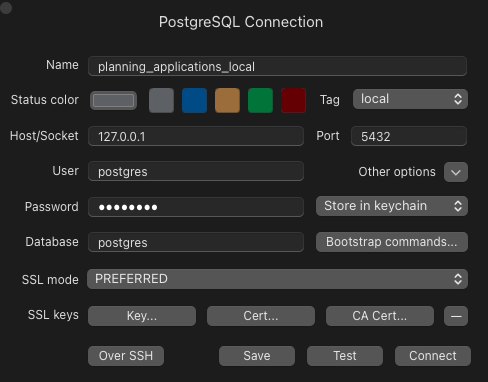 PostgreSQL Connection
Name planning_applications_local
Status color Tag local
Host/Socket 127.0.0.1 Port 5432
User postgres Other options
Password ●●●●●●●● Store in keychain
Database postgres Bootstrap commands...
SSL mode PREFERRED
SSL keys Key... Cert... CA Cert... —
Over SSH Save Test Connect